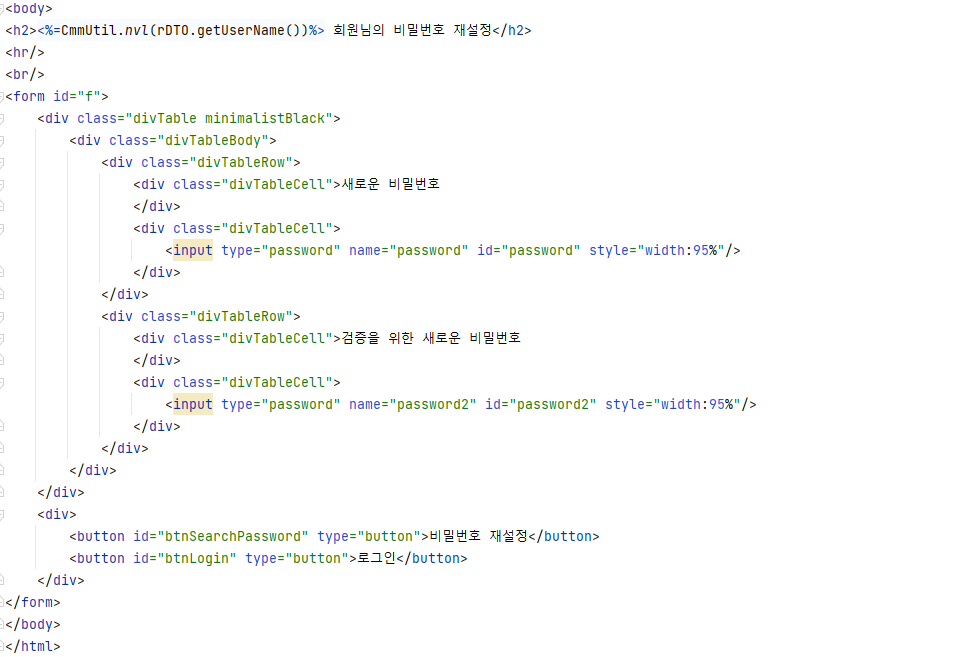 <body>
<h2><%=CmmUtil.nvl(rDTO.getUserName())%> 회원님의 비밀번호 재설정</h2>
<hr/>
<br/>
<form id="f">
    <div class="divTable minimalistBlack">
        <div class="divTableBody">
            <div class="divTableRow">
                <div class="divTableCell">새로운 비밀번호
                </div>
                <div class="divTableCell">
                    <input type="password" name="password" id="password" style="width:95%"/>
                </div>
            </div>
            <div class="divTableRow">
                <div class="divTableCell">검증을 위한 새로운 비밀번호
                </div>
                <div class="divTableCell">
                    <input type="password" name="password2" id="password2" style="width:95%"/>
                </div>
            </div>
        </div>
    </div>
    <div>
        <button id="btnSearchPassword" type="button">비밀번호 재설정</button>
        <button id="btnLogin" type="button">로그인</button>
    </div>
</form>
</body>
</html>